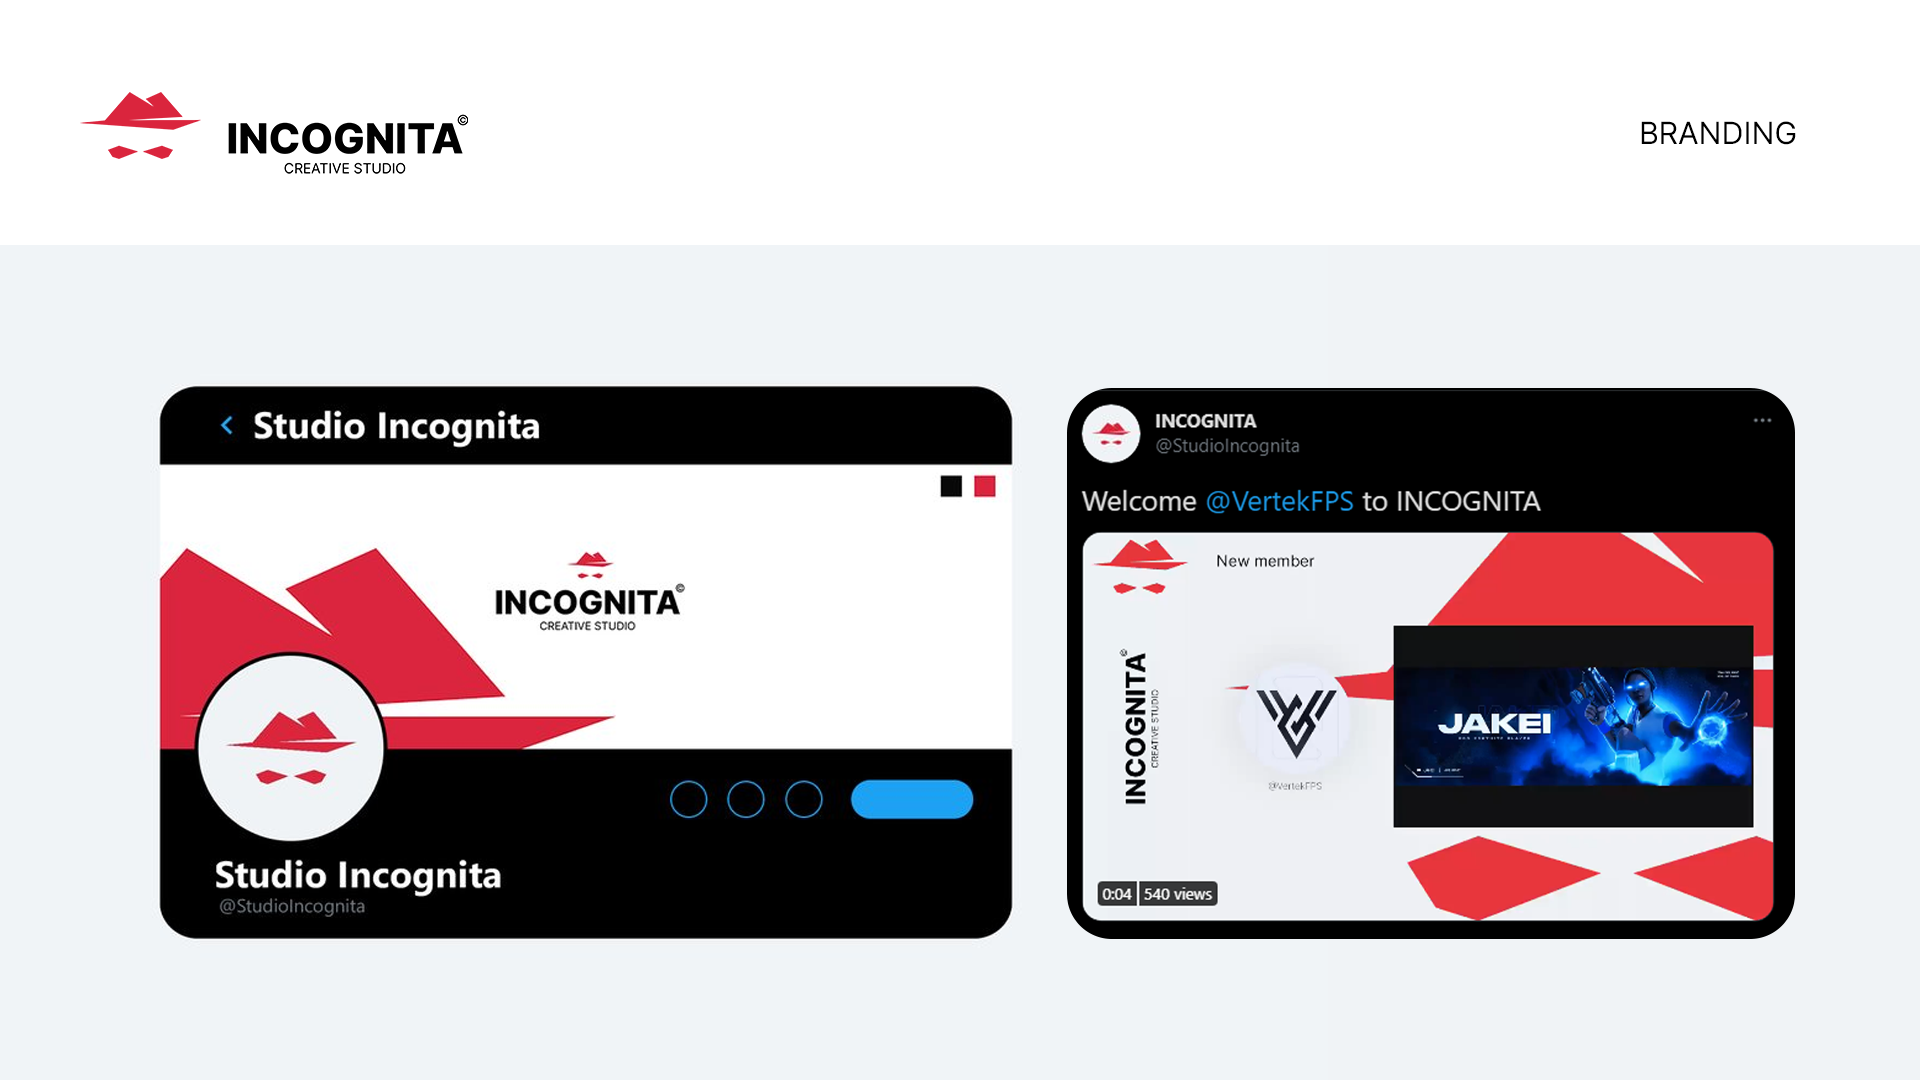 INCOGNITA©
CREATIVE STUDIO
BRANDING
Studio Incognita
INCOGNITA©
CREATIVE STUDIO
Studio Incognita
@StudioIncognita
INCOGNITA
@StudioIncognita
Welcome @VertekFPS to INCOGNITA
New member
INCOGNITA©
CREATIVE STUDIO
@VertekFPS
JAKEI
0:04 540 views